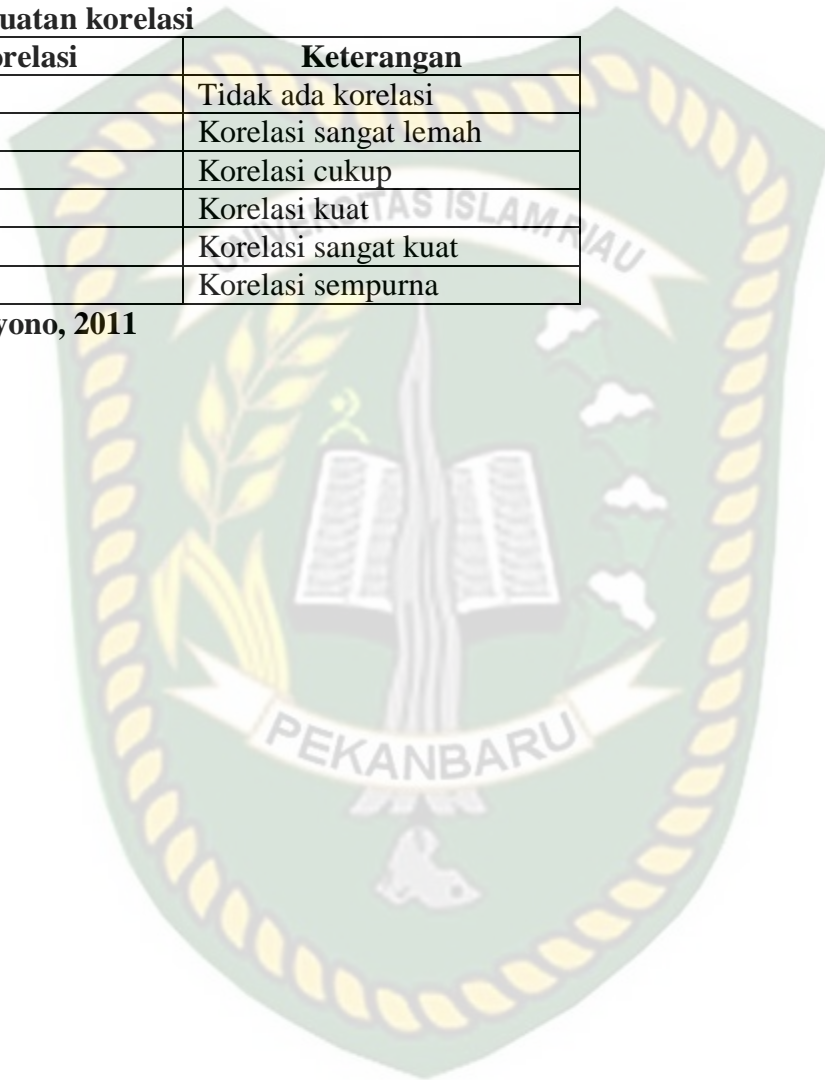 uatan korelasi
relasi Keterangan
Tidak ada korelasi
Korelasi sangat lemah
Korelasi cukup
Korelasi kuat
Korelasi sangat kuat
Korelasi sempurna
yono, 2011
UNIVERSITAS ISLAM RIAU
PEKANBARU